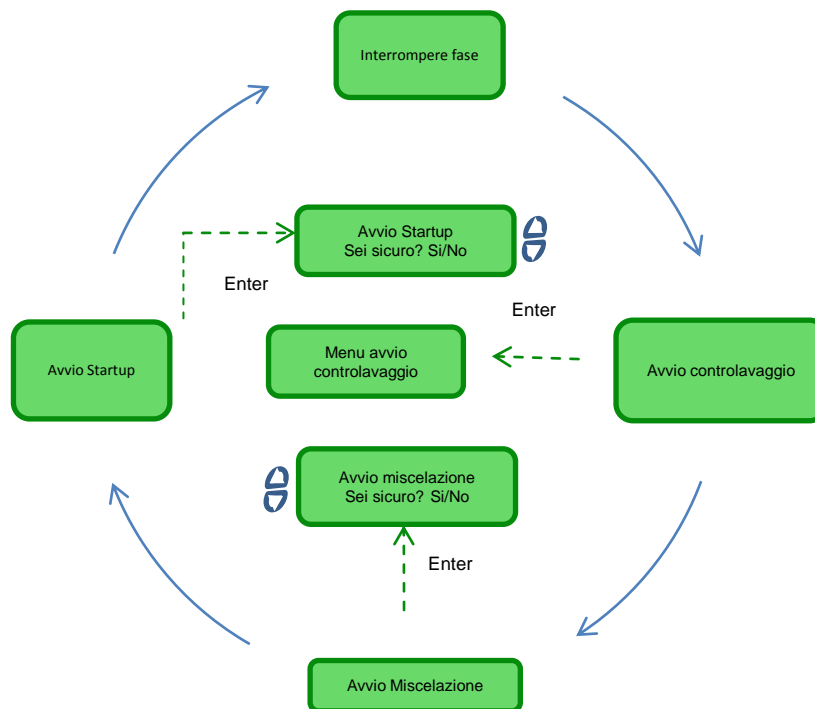 Interrompere fase
Avvio Startup
Sei sicuro? Si/No
Enter
Enter
Avvio Startup
Menu avvio
controlavaggio
Avvio controlavaggio
Avvio miscelazione
Sei sicuro? Si/No
Enter
Avvio Miscelazione